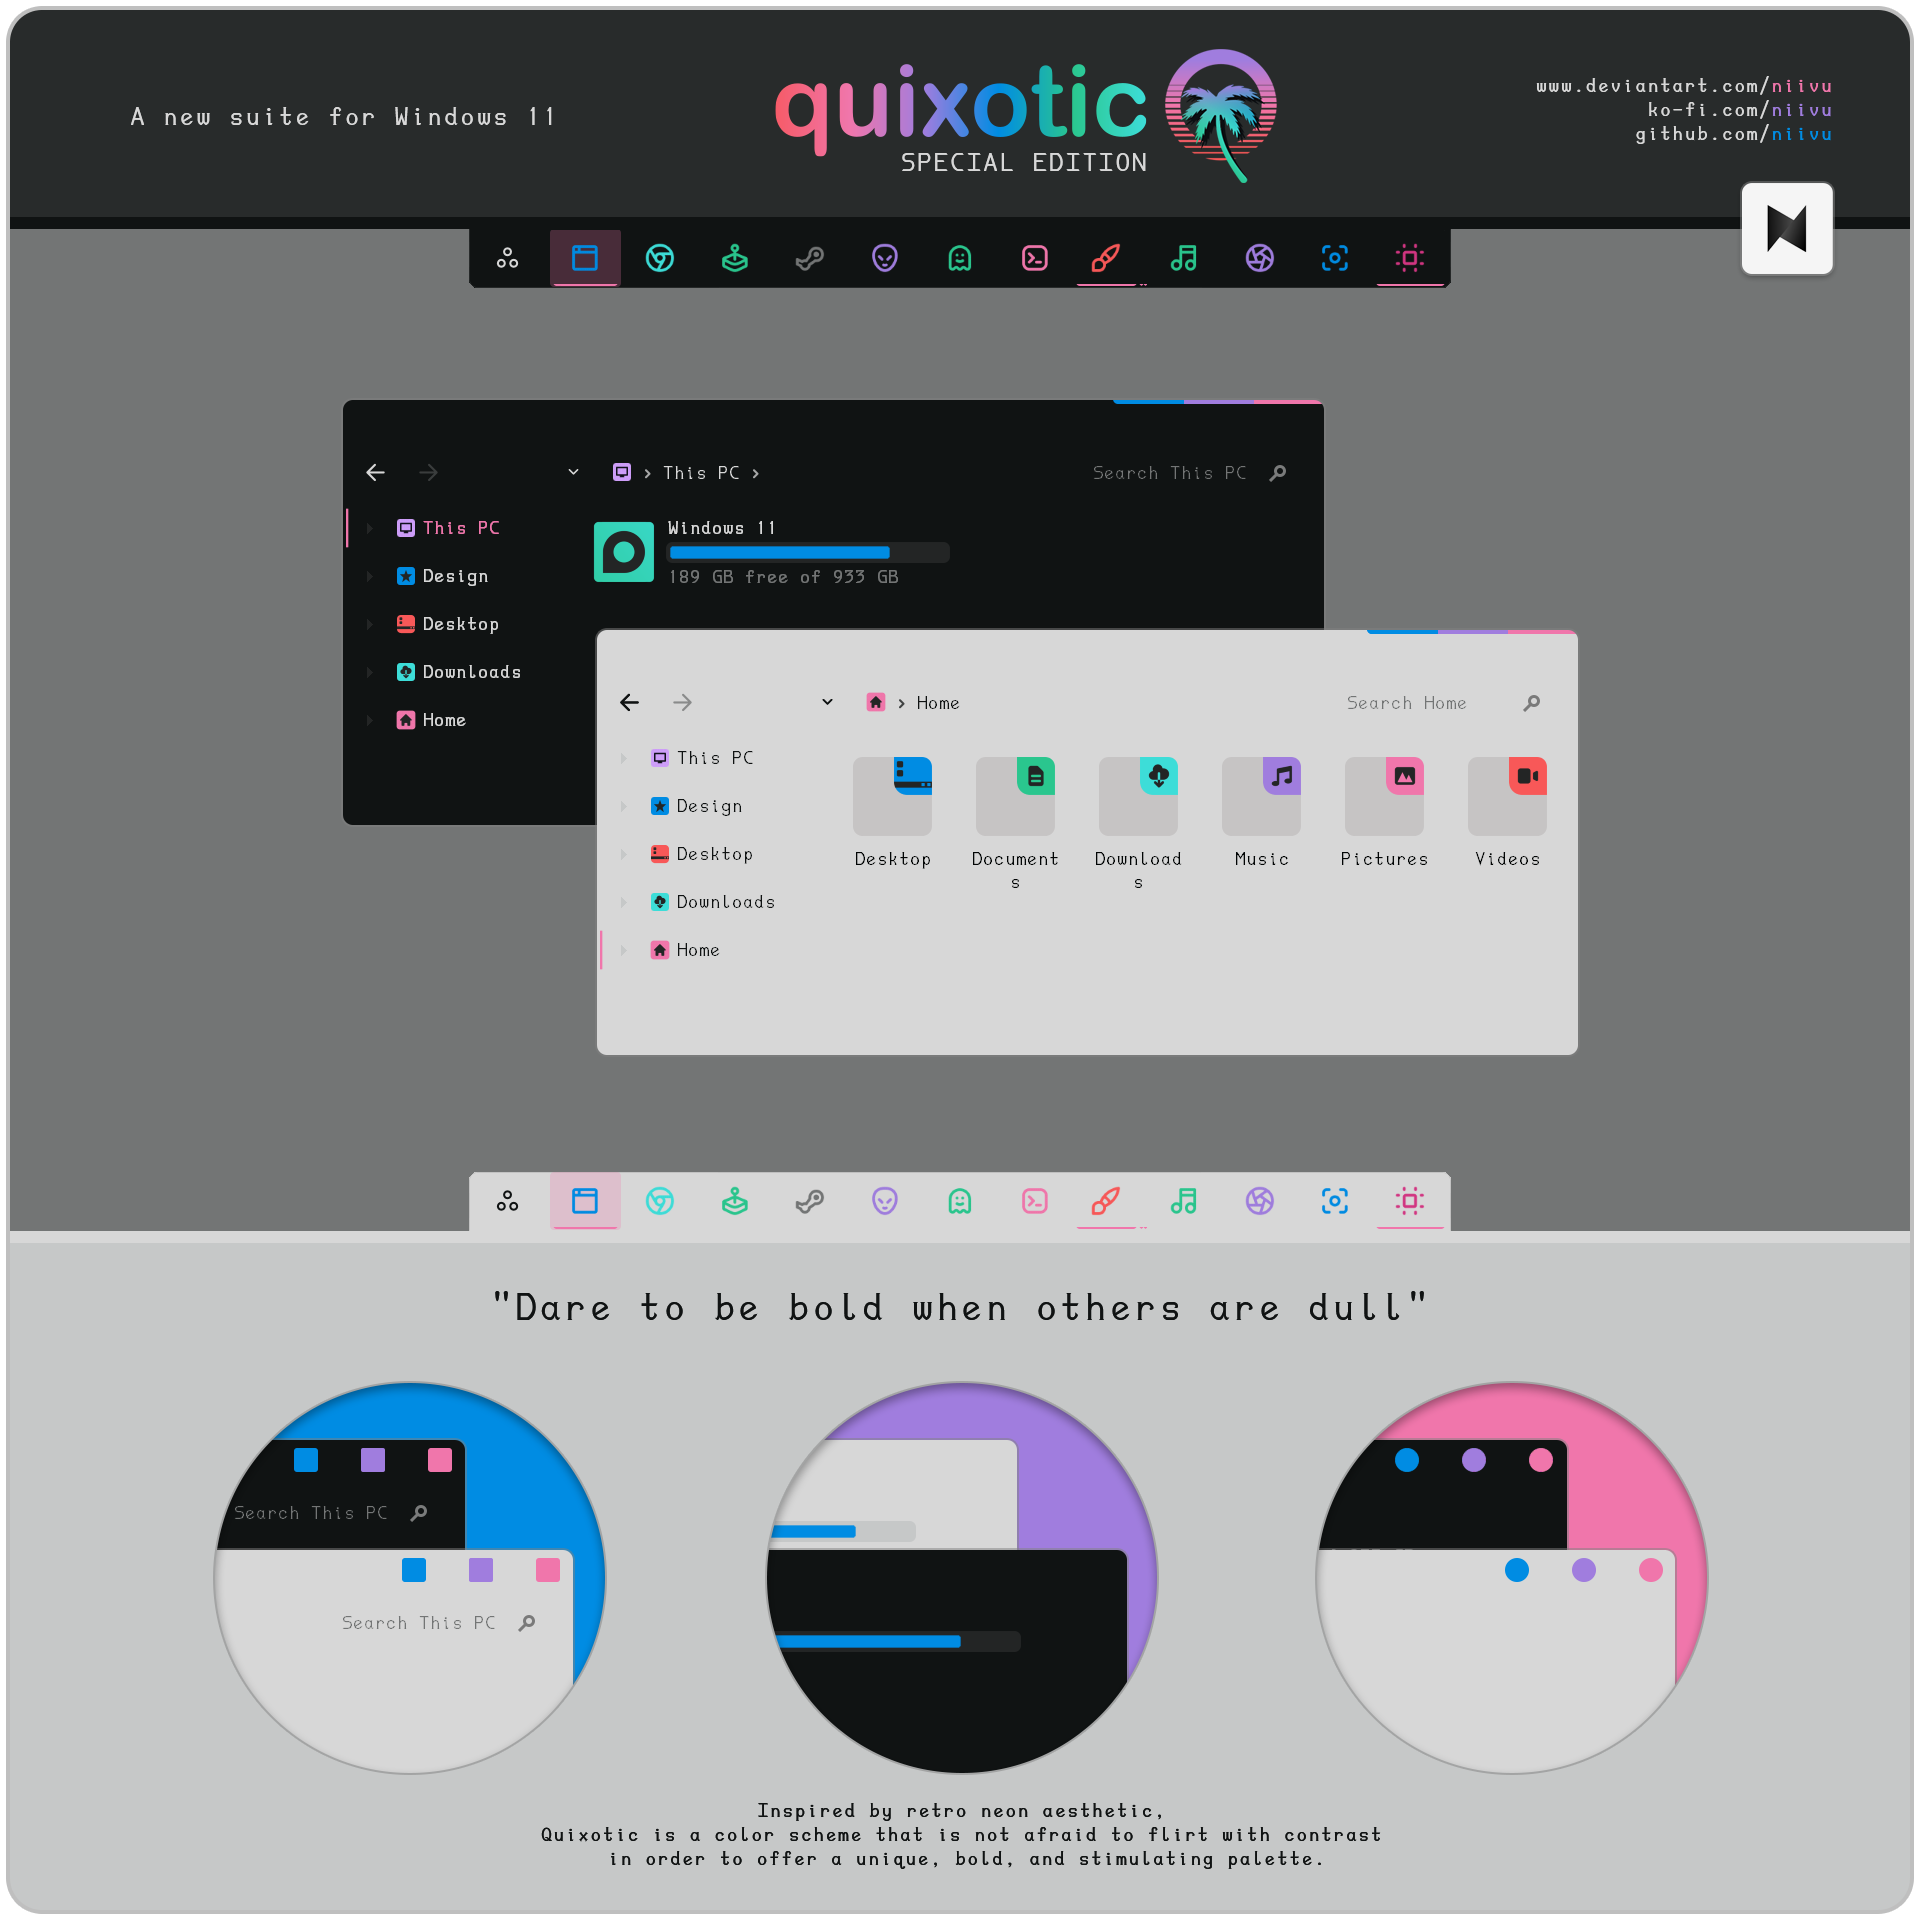 A new suite for Windows 11
quixotic
SPECIAL EDITION
www.deviantart.com/niivu
ko-fi.com/niivu
github.com/niivu
This PC
Search This PC
This PC
Design
Desktop
Downloads
Home
Windows 11
189 GB free of 933 GB
Home
Search Home
This PC
Design
Desktop
Downloads
Home
Desktop
Document
s
Download
s
Music
Pictures
Videos
"Dare to be bold when others are dull"
Search This PC
Search This PC
Inspired by retro neon aesthetic,
Quixotic is a color scheme that is not afraid to flirt with contrast
in order to offer a unique, bold, and stimulating palette.